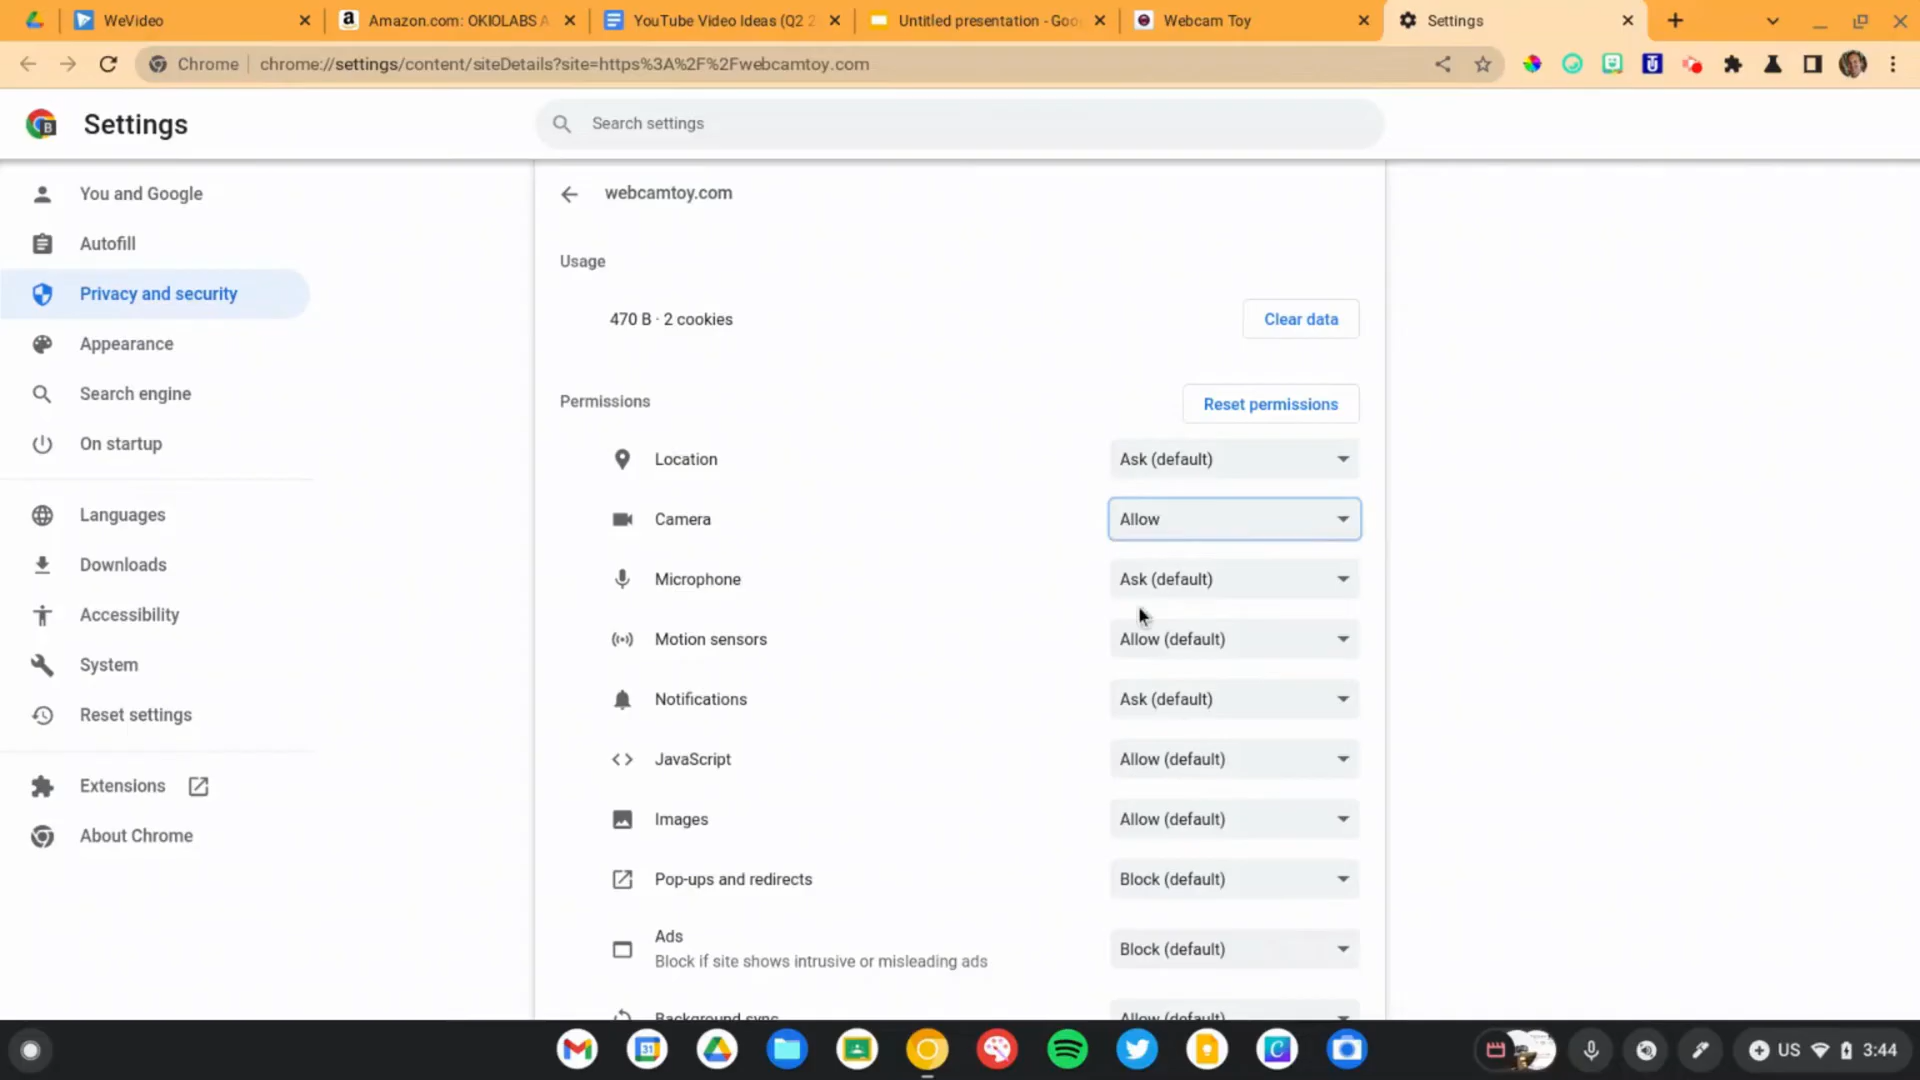 WeVideo
Amazon.com: OKIOLABS A
YouTube Video Ideas (Q2 2
Untitled presentation - Goo
Webcam Toy
Settings
Chrome
chrome://settings/content/siteDetails?site=https%3A%2F%2Fwebcamtoy.com
Settings
Search settings
You and Google
Autofill
Privacy and security
Appearance
Search engine
On startup
Languages
Downloads
Accessibility
System
Reset settings
Extensions
About Chrome
webcamtoy.com
Usage
470 B · 2 cookies
Clear data
Permissions
Reset permissions
Location
Ask (default)
Camera
Allow
Microphone
Ask (default)
Motion sensors
Allow (default)
Notifications
Ask (default)
JavaScript
Allow (default)
Images
Allow (default)
Pop-ups and redirects
Block (default)
Ads
Block if site shows intrusive or misleading ads
Block (default)
Background sync
Allow (default)
31
US
3:44